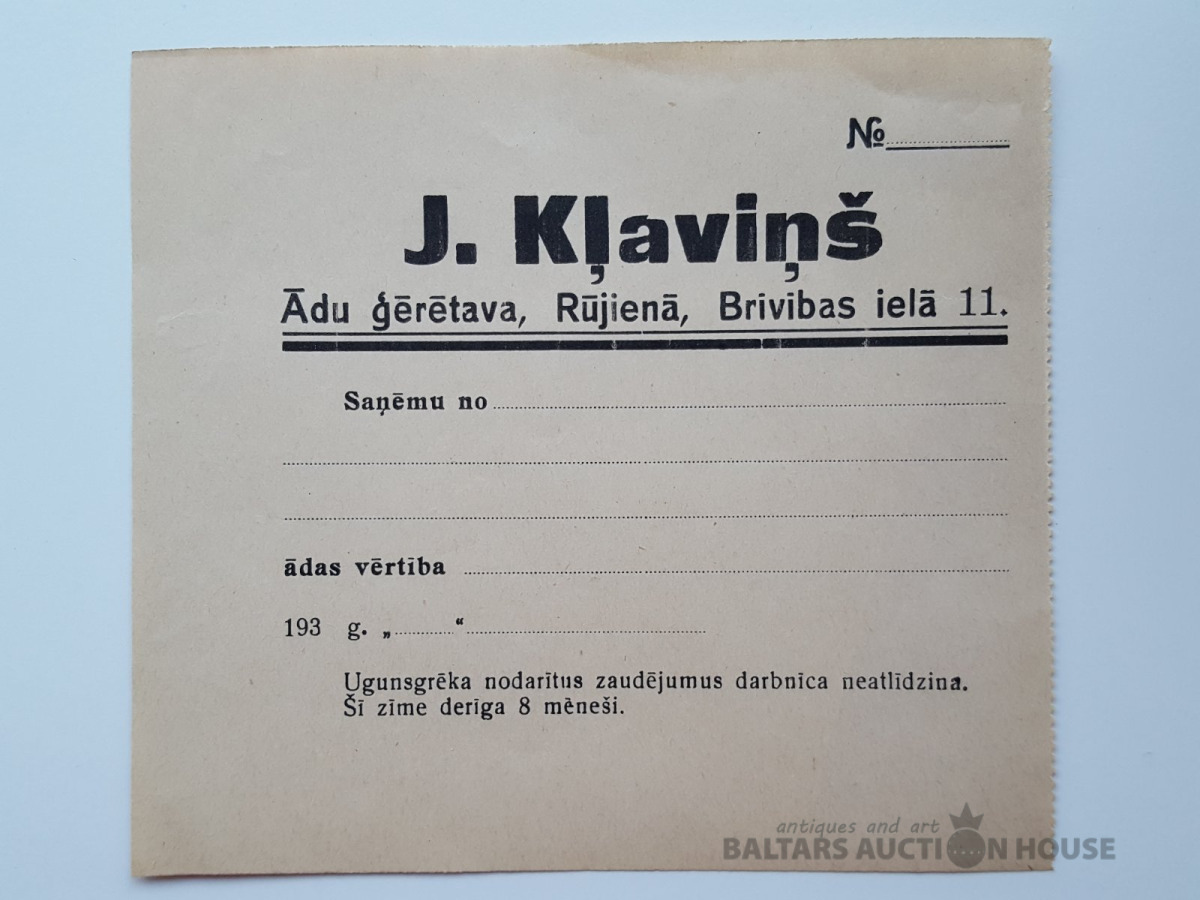 №
J. Kļaviņš
Ādu ģērētava, Rūjienā, Brīvības ielā 11.
Saņēmu no
ādas vērtība
193 g. „ “
Ugunsgrēka nodarītus zaudējumus darbnīca neatlīdzina.
Šī zīme derīga 8 mēneši.
antiques and art
BALTARS AUCTION HOUSE